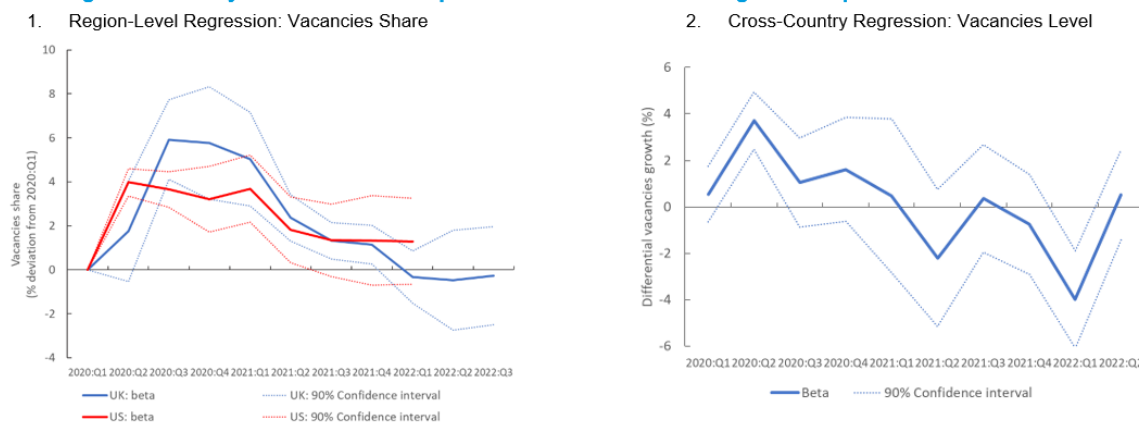 1. Region-Level Regression: Vacancies Share
10
8
6
4
2
0
-2
-4
Vacancies share
(% deviation from 2020:Q1)
2020:Q1 2020:Q2 2020:Q3 2020:Q4 2021:Q1 2021:Q2 2021:Q3 2021:Q4 2022:Q1 2022:Q2 2022:Q3
UK: beta UK: 90% Confidence interval
US: beta US: 90% Confidence interval
2. Cross-Country Regression: Vacancies Level
6
4
2
0
-2
-4
-6
Differential vacancies growth (%)
2020:Q1 2020:Q2 2020:Q3 2020:Q4 2021:Q1 2021:Q2 2021:Q3 2021:Q4 2022:Q1 2022:Q2
Beta 90% Confidence interval